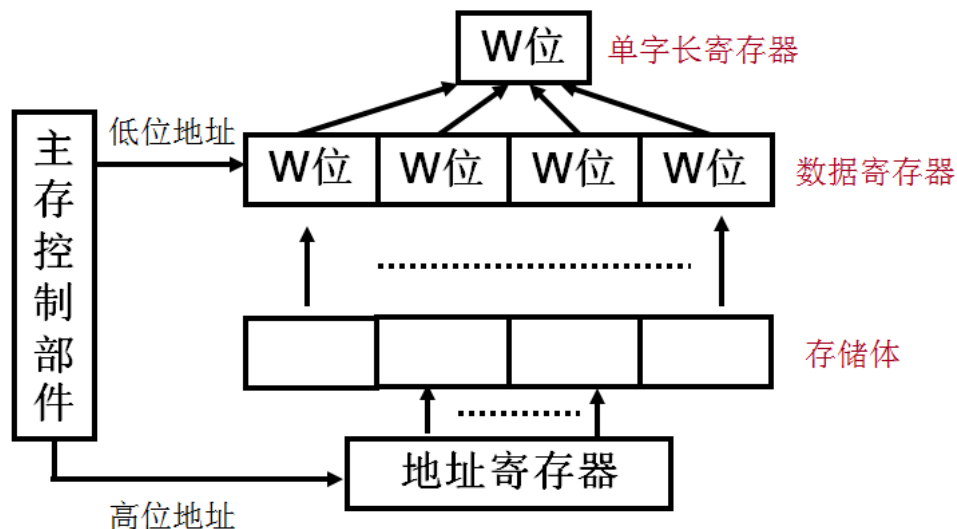 W位 单字长寄存器
主存控制部件
低位地址
W位 W位 W位 W位 数据寄存器
存储体
地址寄存器
高位地址